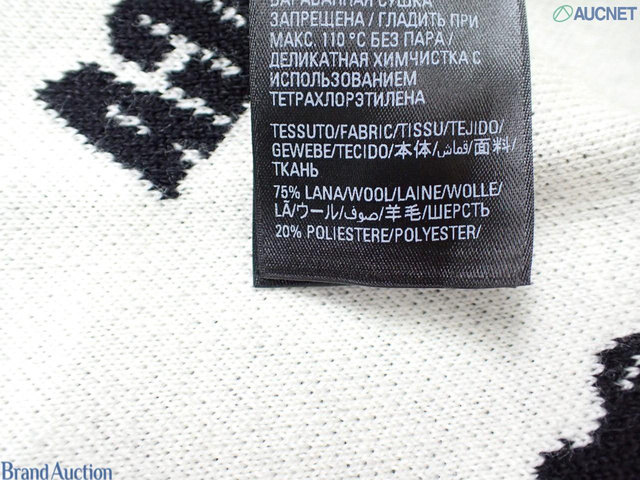 AUCNET
БАРАБАННАЯ СУШКА
ЗАПРЕЩЕНА / ГЛАДИТЬ ПРИ
МАКС. 110 °C БЕЗ ПАРА /
ДЕЛИКАТНАЯ ХИМЧИСТКА С
ИСПОЛЬЗОВАНИЕМ
ТЕТРАХЛОРЭТИЛЕНА
TESSUTO/FABRIC/TISSU/TEJIDO/
GEWEBE/TECIDO/本体/قماش/面料/
ТКАНЬ
75% LANA/WOOL/LAINE/WOLLE/
LÃ/ウール/صوف/羊毛/ШЕРСТЬ
20% POLIESTERE/POLYESTER/
Brand Auction